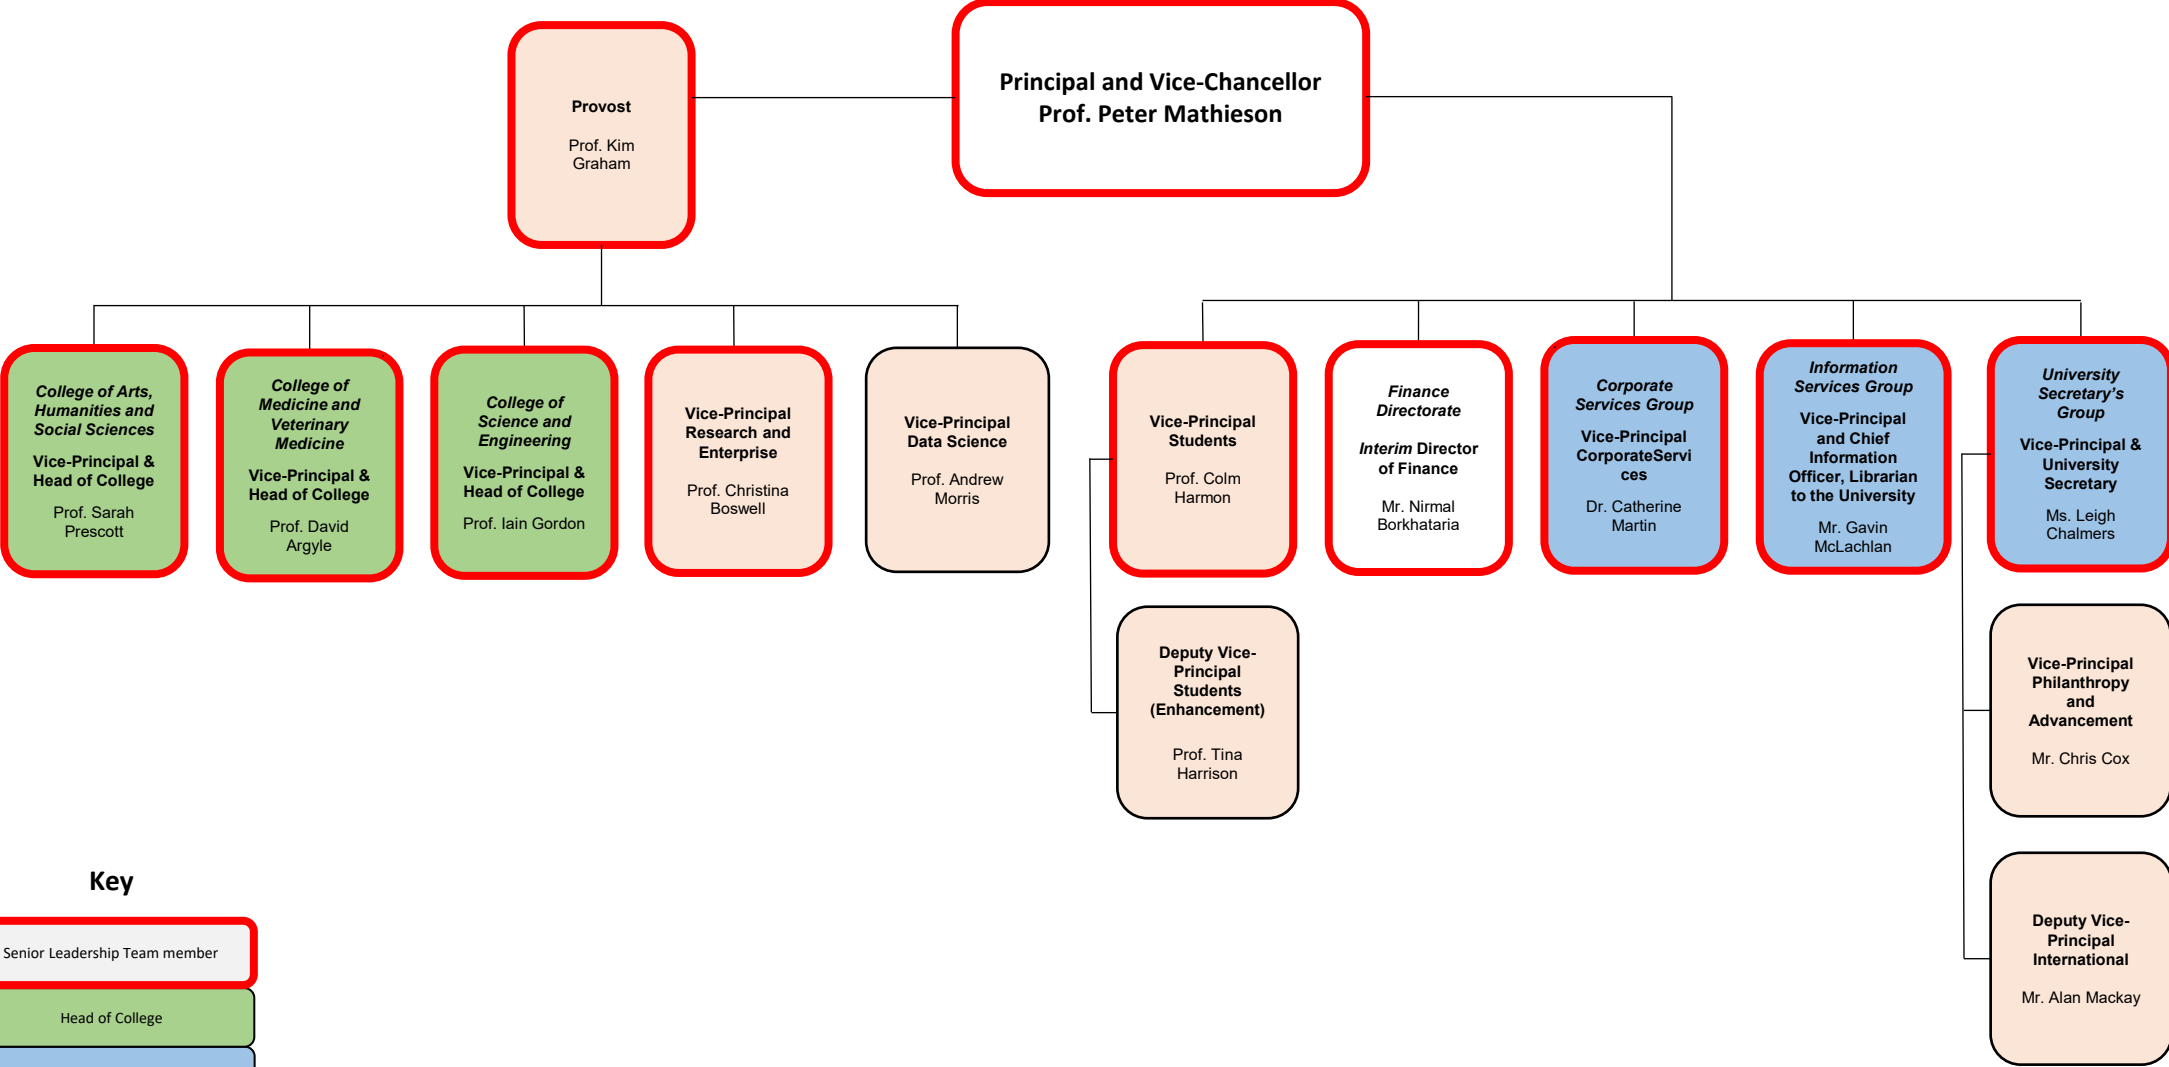 Provost
Prof. Kim
Graham
Principal and Vice-Chancellor
Prof. Peter Mathieson
College of Arts,
Humanities and
Social Sciences
Vice-Principal &
Head of College
Prof. Sarah
Prescott
College of
Medicine and
Veterinary
Medicine
Vice-Principal &
Head of College
Prof. David
Argyle
College of
Science and
Engineering
Vice-Principal &
Head of College
Prof. Iain Gordon
Vice-Principal
Research and
Enterprise
Prof. Christina
Boswell
Vice-Principal
Data Science
Prof. Andrew
Morris
Vice-Principal
Students
Prof. Colm
Harmon
Finance
Directorate
Interim Director
of Finance
Mr. Nirmal
Borkhataria
Corporate
Services Group
Vice-Principal
CorporateServi
ces
Dr. Catherine
Martin
Information
Services Group
Vice-Principal
and Chief
Information
Officer, Librarian
to the University
Mr. Gavin
McLachlan
University
Secretary’s
Group
Vice-Principal &
University
Secretary
Ms. Leigh
Chalmers
Deputy Vice-
Principal
Students
(Enhancement)
Prof. Tina
Harrison
Vice-Principal
Philanthropy
and
Advancement
Mr. Chris Cox
Deputy Vice-
Principal
International
Mr. Alan Mackay
Key
Senior Leadership Team member
Head of College